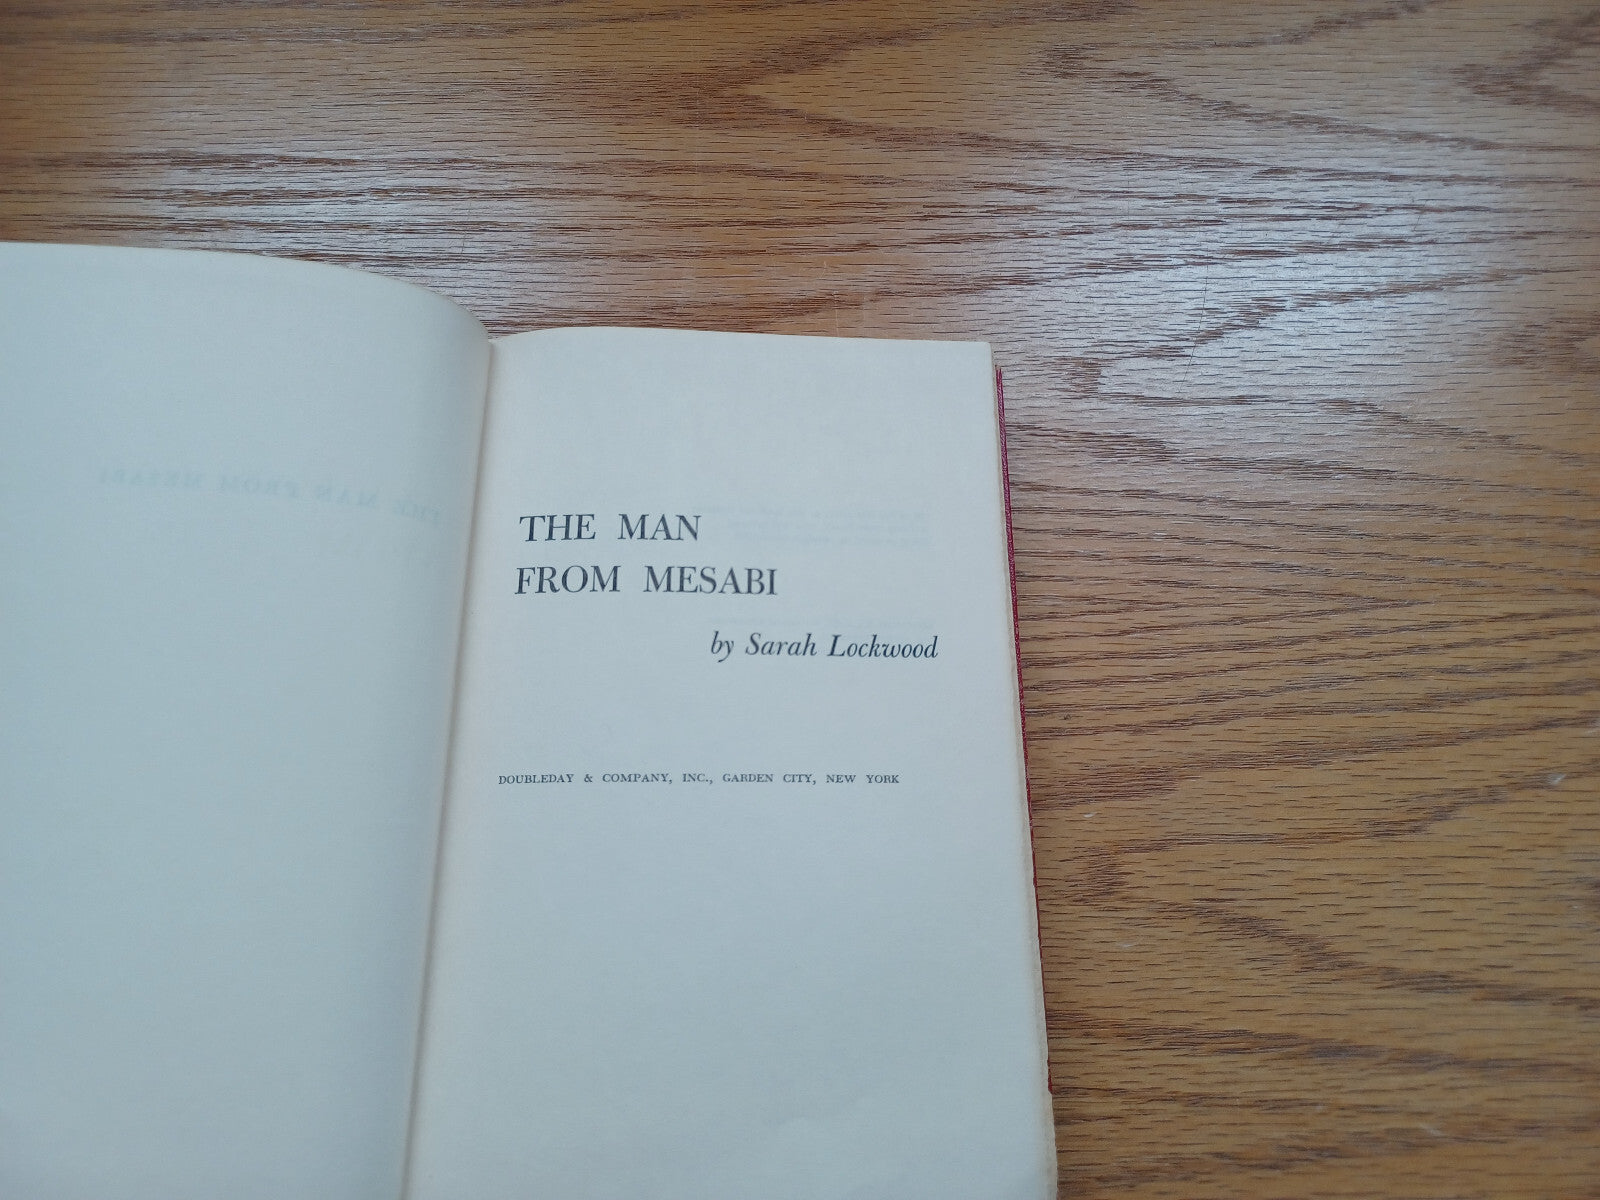 THE MAN
FROM MESABI
by Sarah Lockwood
DOUBLEDAY & COMPANY, INC., GARDEN CITY, NEW YORK